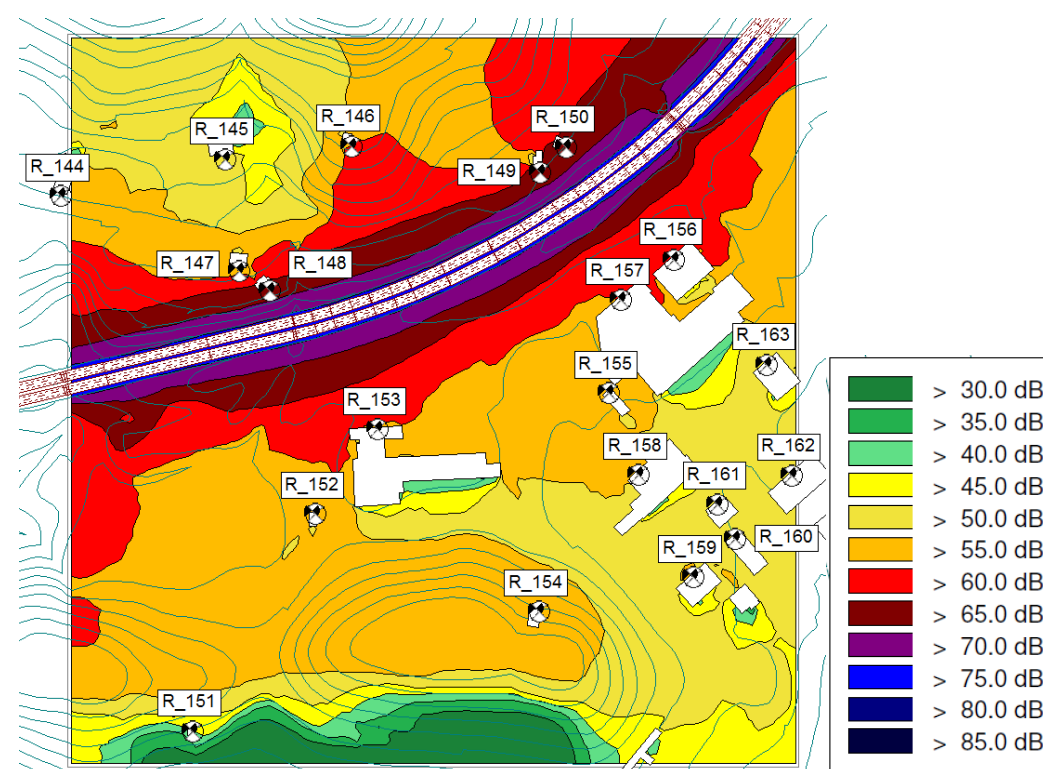 R_146
R_150
R_145
R_144
R_149
R_156
R_147
R_148
R_157
R_163
R_155
R_153
R_158
R_162
R_161
R_152
R_160
R_159
R_154
R_151
> 30.0 dB
> 35.0 dB
> 40.0 dB
> 45.0 dB
> 50.0 dB
> 55.0 dB
> 60.0 dB
> 65.0 dB
> 70.0 dB
> 75.0 dB
> 80.0 dB
> 85.0 dB